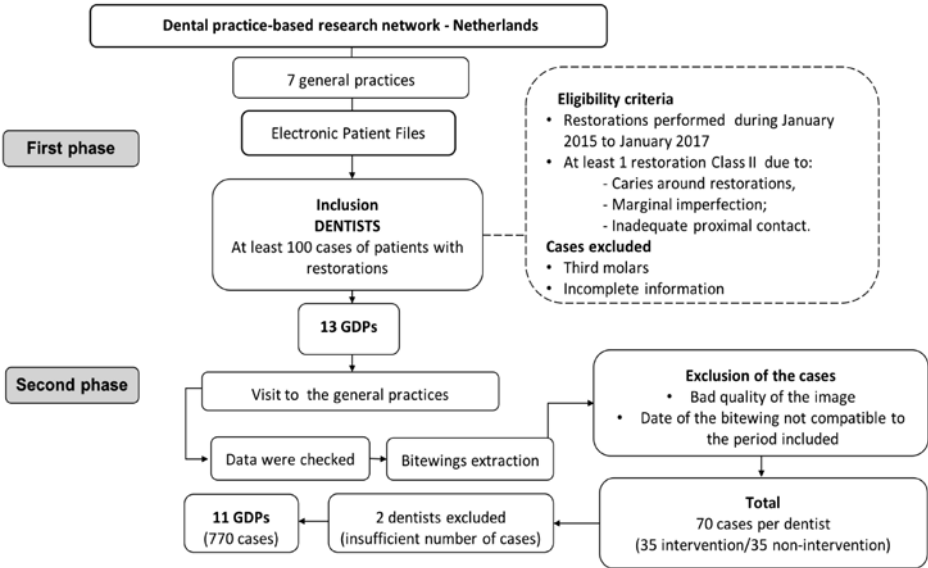 Dental practice-based research network - Netherlands
7 general practices
Electronic Patient Files
First phase
Inclusion
DENTISTS
At least 100 cases of patients with
restorations
Eligibility criteria
• Restorations performed during January
2015 to January 2017
• At least 1 restoration Class II due to:
- Caries around restorations,
- Marginal imperfection;
- Inadequate proximal contact.
Cases excluded
• Third molars
• Incomplete information
13 GDPs
Second phase
Visit to the general practices
Data were checked
Bitewings extraction
Exclusion of the cases
• Bad quality of the image
• Date of the bitewing not compatible to
the period included
Total
70 cases per dentist
(35 intervention/35 non-intervention)
2 dentists excluded
(insufficient number of cases)
11 GDPs
(770 cases)